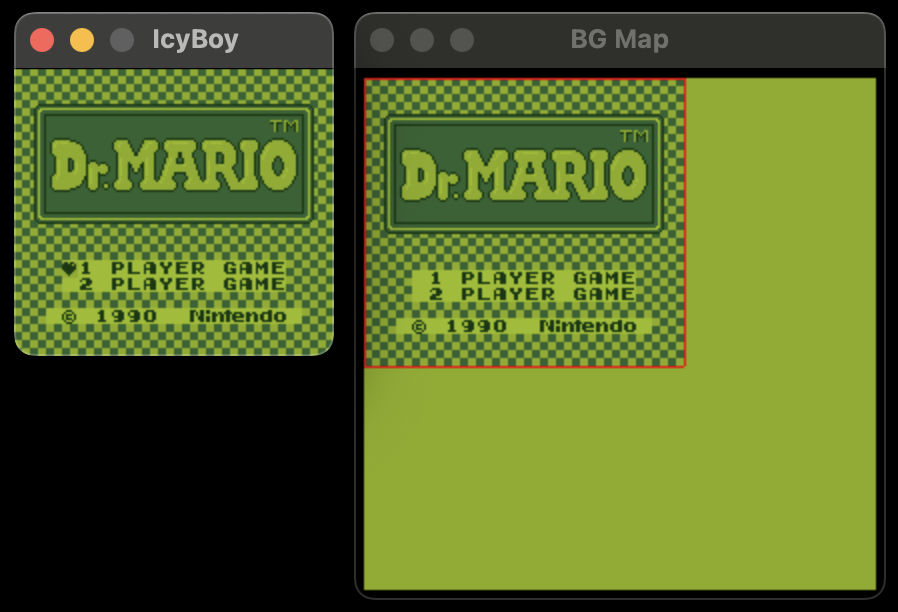 IcyBoy
TM
Dr. MARIO
♥1 PLAYER GAME
2 PLAYER GAME
© 1990 Nintendo
BG Map
TM
Dr. MARIO
1 PLAYER GAME
2 PLAYER GAME
© 1990 Nintendo